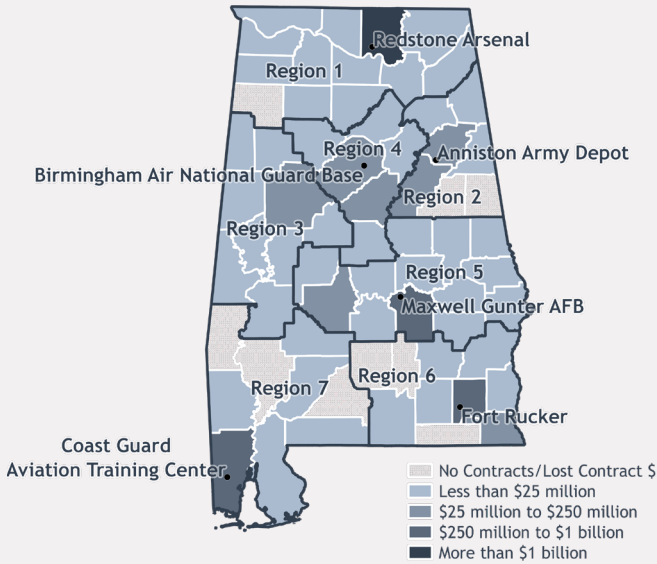 Redstone Arsenal
Region 1
Region 4
Anniston Army Depot
Birmingham Air National Guard Base
Region 2
Region 3
Region 5
Maxwell Gunter AFB
Region 6
Region 7
Fort Rucker
Coast Guard
Aviation Training Center
No Contracts/Lost Contract $
Less than $25 million
$25 million to $250 million
$250 million to $1 billion
More than $1 billion